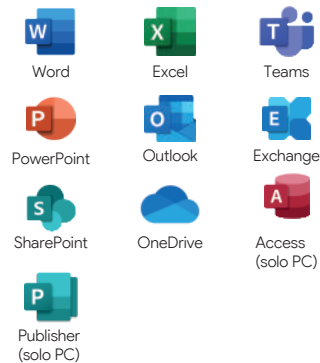 W
X
T
Word
Excel
Teams
P
O
E
PowerPoint
Outlook
Exchange
S
A
SharePoint
OneDrive
Access
(solo PC)
P
Publisher
(solo PC)